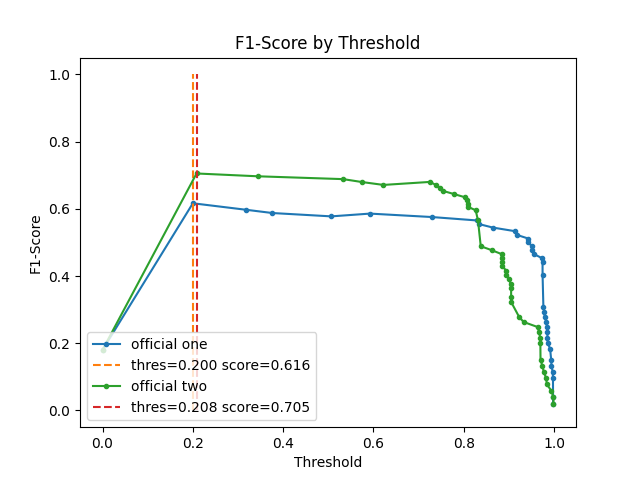 F1-Score by Threshold
F1-Score
1.0
0.8
0.6
0.4
0.2
0.0
official one
thres=0.200 score=0.616
official two
thres=0.208 score=0.705
0.0 0.2 0.4 0.6 0.8 1.0
Threshold